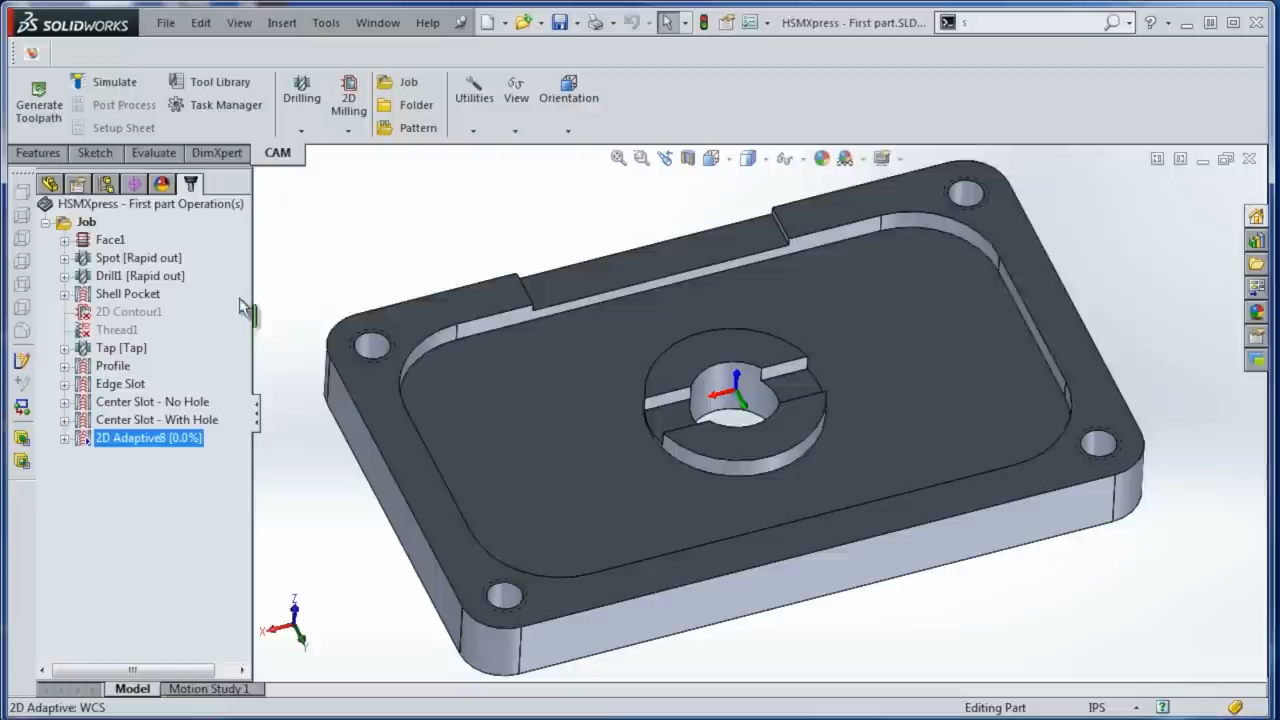 SOLIDWORKS File Edit View Insert Tools Window Help HSMXpress - First part.SLD... s
Generate Toolpath
Simulate
Post Process
Setup Sheet
Tool Library
Task Manager
Drilling
2D Milling
Job
Folder
Pattern
Utilities
View
Orientation
Features Sketch Evaluate DimXpert CAM
HSMXpress - First part Operation(s)
Job
Face1
Spot [Rapid out]
Drill1 [Rapid out]
Shell Pocket
2D Contour1
Thread1
Tap [Tap]
Profile
Edge Slot
Center Slot - No Hole
Center Slot - With Hole
2D Adaptive8 [0.0%]
Z
X
Y
Model Motion Study 1
2D Adaptive: WCS Editing Part IPS